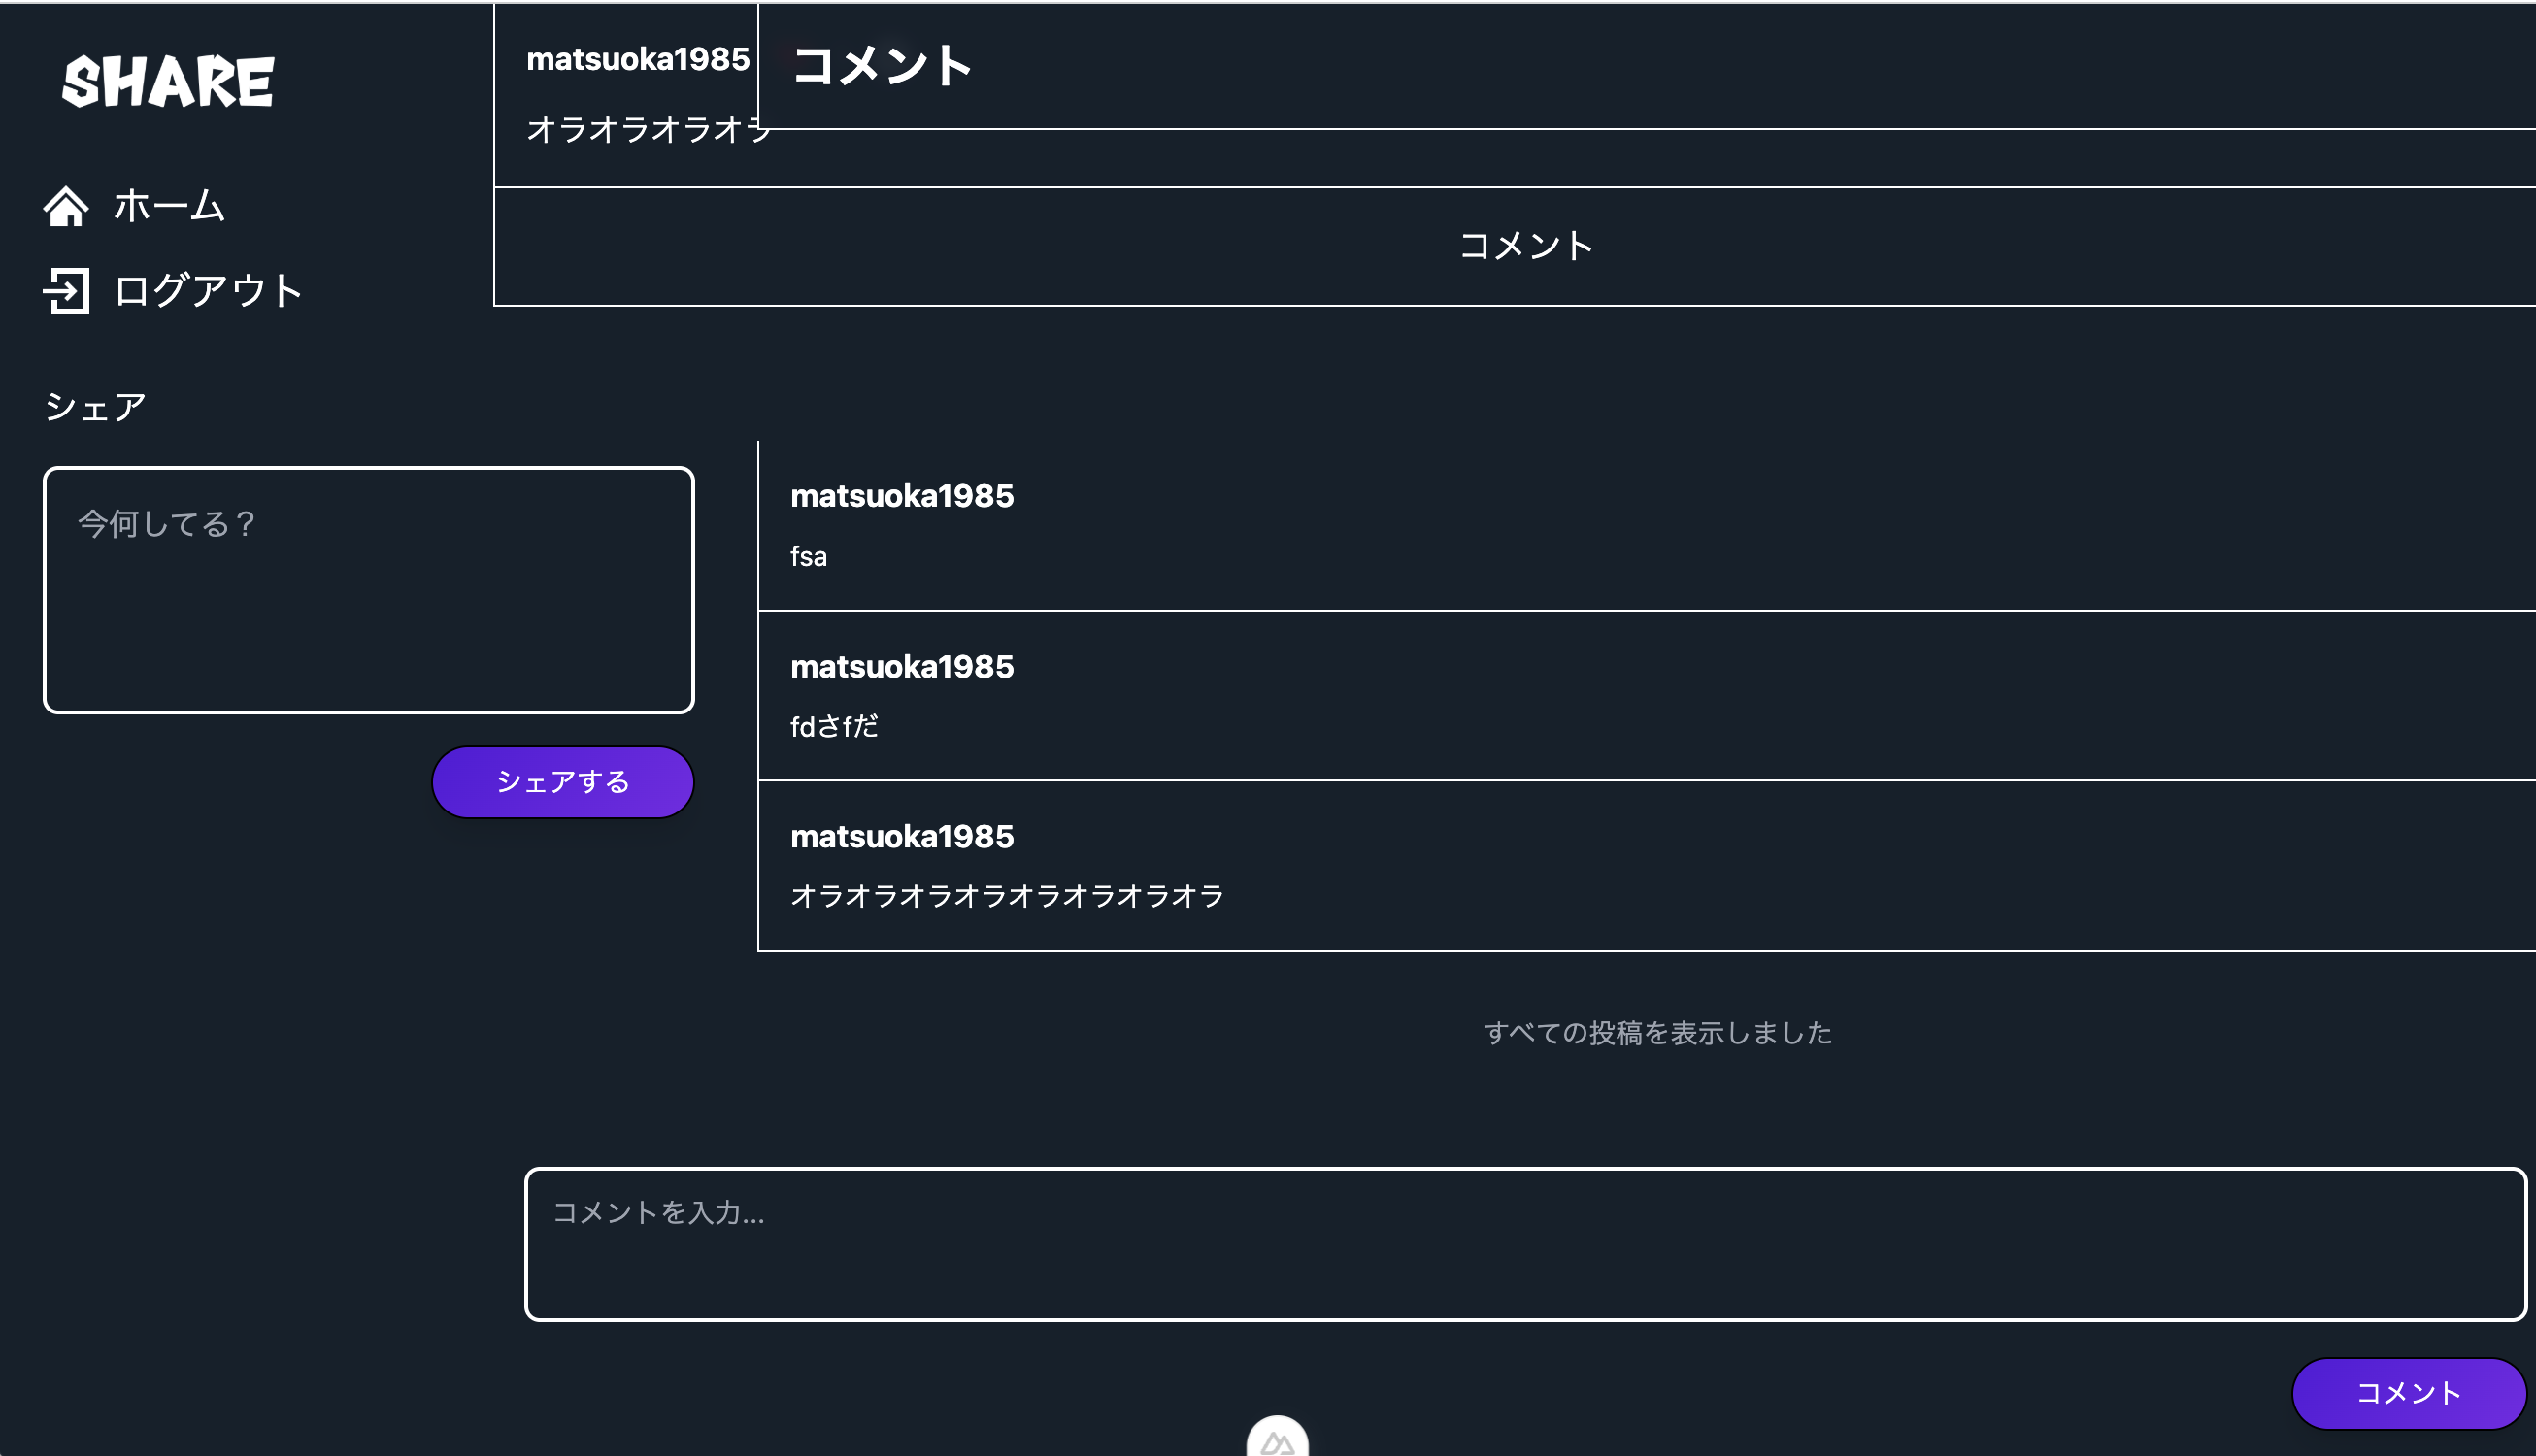 SHARE
ホーム
ログアウト
シェア
今何してる？
シェアする
コメント
matsuoka1985
オラオラオラオラ
コメント
matsuoka1985
fsa
matsuoka1985
fdさfだ
matsuoka1985
オラオラオラオラオラオラオラオラ
すべての投稿を表示しました
コメントを入力...
コメント